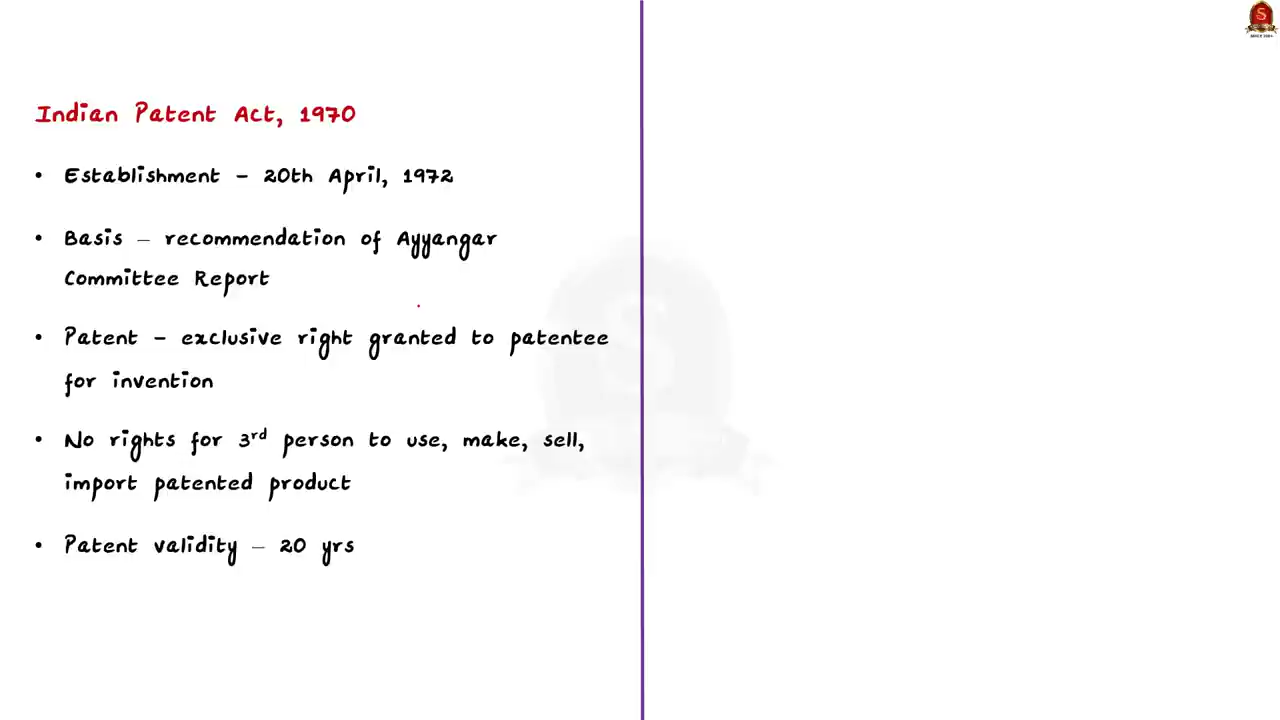 Indian Patent Act, 1970
• Establishment – 20th April, 1972
• Basis – recommendation of Ayyangar
Committee Report
• Patent – exclusive right granted to patentee
for invention
• No rights for 3rd person to use, make, sell,
import patented product
• Patent validity – 20 yrs
S
SINCE 2004